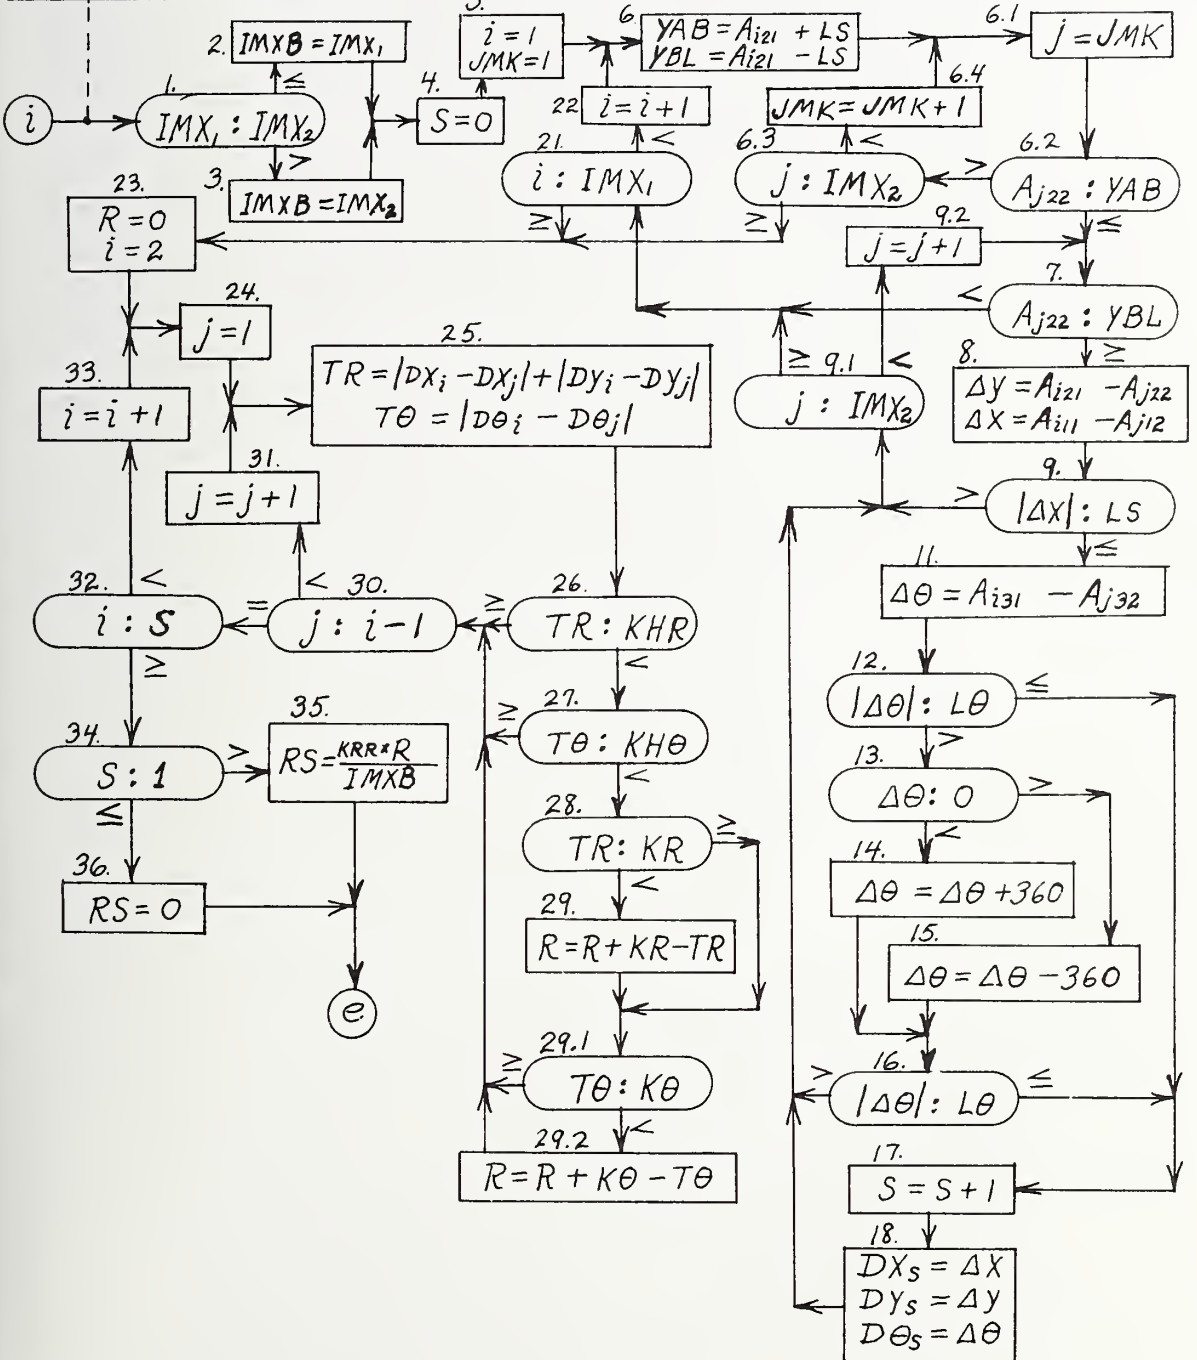 i
1.
IMX₁ : IMX₂
≤
>
2.
IMXB = IMX₁
3.
IMXB = IMX₂
4.
S = 0
i = 1
JMK = 1
6.
YAB = Ai21 + LS
YBL = Ai21 - LS
6.1
j = JMK
6.2
Aj22 : YAB
>
≤
6.3
j : IMX₂
<
≥
6.4
JMK = JMK + 1
7.
Aj22 : YBL
<
≥
8.
Δy = Ai21 - Aj22
ΔX = Ai11 - Aj12
9.
|ΔX| : LS
>
≤
9.1
j : IMX₂
≥
<
9.2
j = j + 1
11.
Δθ = Ai31 - Aj32
12.
|Δθ| : Lθ
≤
>
13.
Δθ : 0
>
<
14.
Δθ = Δθ + 360
15.
Δθ = Δθ - 360
16.
|Δθ| : Lθ
>
≤
17.
S = S + 1
18.
DXs = ΔX
DYs = Δy
Dθs = Δθ
21.
i : IMX₁
<
≥
22
i = i + 1
23.
R = 0
i = 2
24.
j = 1
25.
TR = |DXi - DXj| + |DYi - DYj|
Tθ = |Dθi - Dθj|
26.
TR : KHR
≥
<
27.
Tθ : KHθ
≥
<
28.
TR : KR
≥
<
29.
R = R + KR - TR
29.1
Tθ : Kθ
≥
<
29.2
R = R + Kθ - Tθ
30.
j : i - 1
<
=
31.
j = j + 1
32.
i : S
<
≥
33.
i = i + 1
34.
S : 1
>
≤
35.
RS = KRR*R
IMXB
36.
RS = 0
e